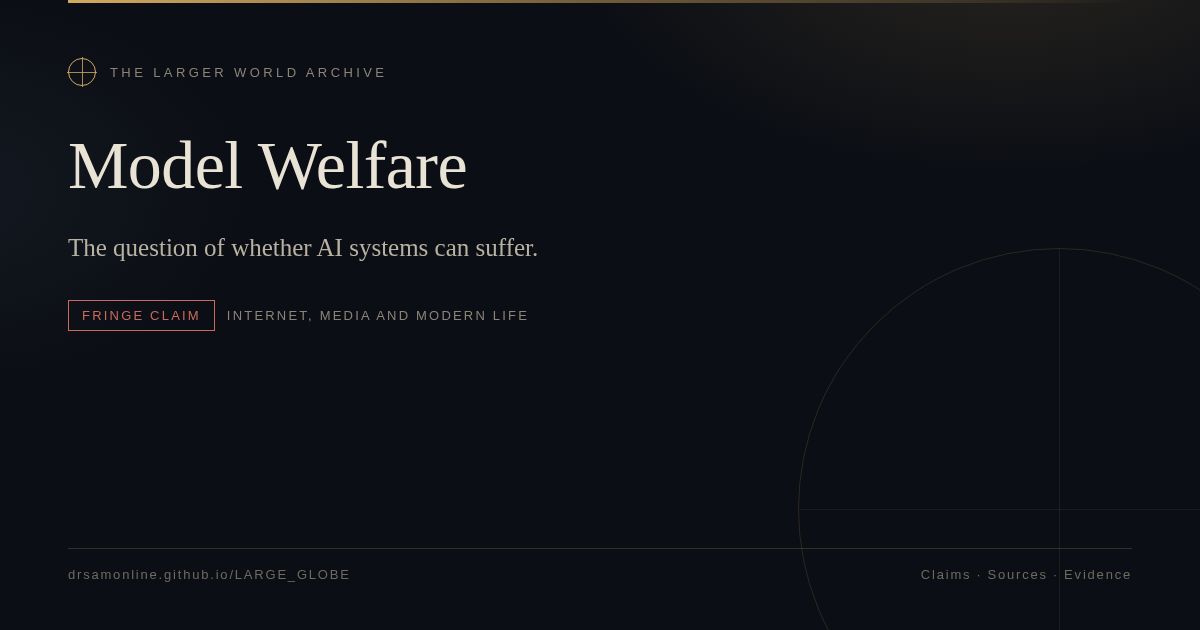 THE LARGER WORLD ARCHIVE
Model Welfare
The question of whether AI systems can suffer.
FRINGE CLAIM INTERNET, MEDIA AND MODERN LIFE
drsamonline.github.io/LARGE_GLOBE
Claims · Sources · Evidence